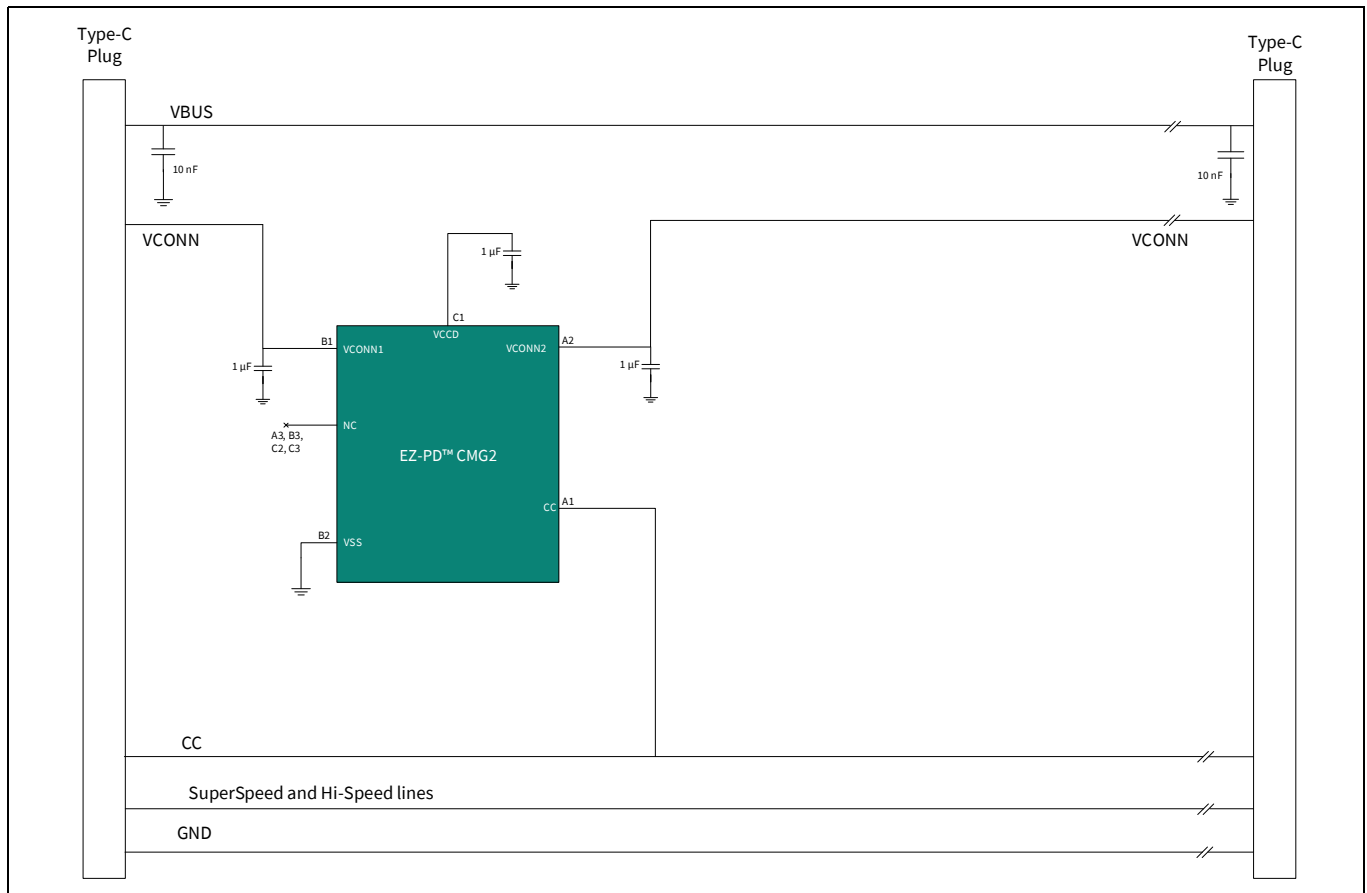 Type-C
Plug
Type-C
Plug
VBUS
10 nF
10 nF
VCONN
VCONN
1 µF
C1
VCCD
B1
VCONN1
VCONN2
A2
1 µF
1 µF
NC
A3, B3,
C2, C3
EZ-PD™ CMG2
CC
A1
B2
VSS
CC
SuperSpeed and Hi-Speed lines
GND